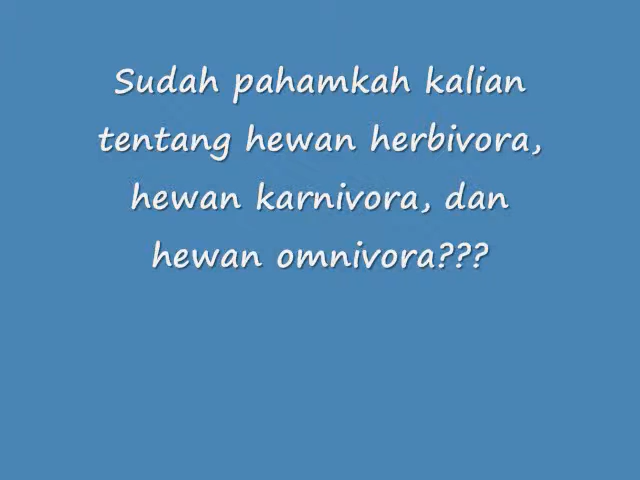 Sudah pahamkah kalian
tentang hewan herbivora,
hewan karnivora, dan
hewan omnivora???